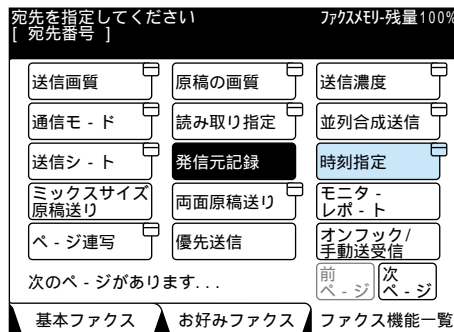 宛先を指定してください ファクスメモリー残量100%
[ 宛先番号 ]
送信画質 原稿の画質 送信濃度
通信モ-ド 読み取り指定 並列合成送信
送信シ-ト 発信元記録 時刻指定
ミックスサイズ
原稿送り
両面原稿送り
モニタ-
レポ-ト
ペ-ジ連写 優先送信
オンフック/
手動送受信
次のペ-ジがあります...
前
ペ-ジ
次
ペ-ジ
基本ファクス お好みファクス ファクス機能一覧